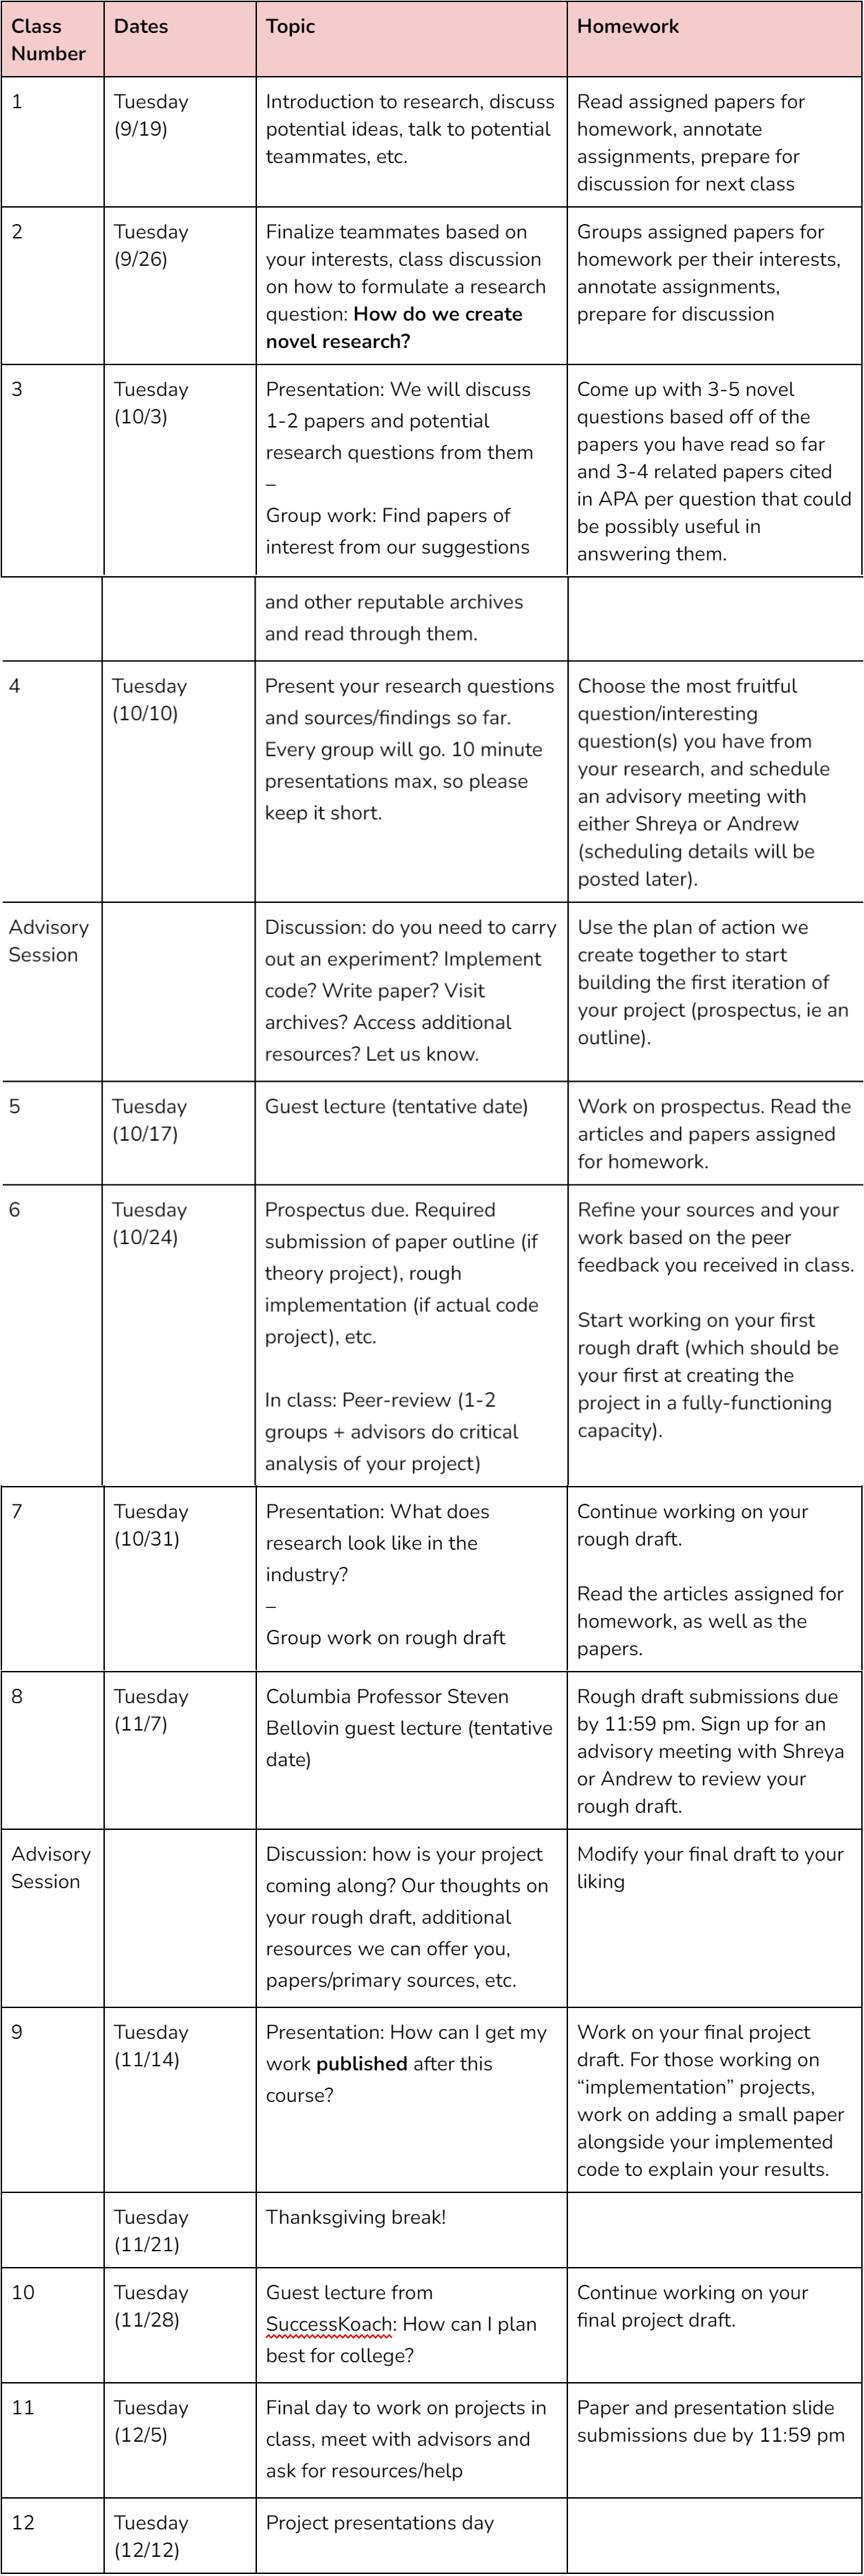 Class Number
Dates
Topic
Homework
1
Tuesday
(9/19)
Introduction to research, discuss
potential ideas, talk to potential
teammates, etc.
Read assigned papers for
homework, annotate
assignments, prepare for
discussion for next class
2
Tuesday
(9/26)
Finalize teammates based on
your interests, class discussion
on how to formulate a research
question: How do we create
novel research?
Groups assigned papers for
homework per their interests,
annotate assignments,
prepare for discussion
3
Tuesday
(10/3)
Presentation: We will discuss
1-2 papers and potential
research questions from them
–
Group work: Find papers of
interest from our suggestions
Come up with 3-5 novel
questions based off of the
papers you have read so far
and 3-4 related papers cited
in APA per question that could
be possibly useful in
answering them.
and other reputable archives
and read through them.
4
Tuesday
(10/10)
Present your research questions
and sources/findings so far.
Every group will go. 10 minute
presentations max, so please
keep it short.
Choose the most fruitful
question/interesting
question(s) you have from
your research, and schedule
an advisory meeting with
either Shreya or Andrew
(scheduling details will be
posted later).
Advisory
Session
Discussion: do you need to carry
out an experiment? Implement
code? Write paper? Visit
archives? Access additional
resources? Let us know.
Use the plan of action we
create together to start
building the first iteration of
your project (prospectus, ie an
outline).
5
Tuesday
(10/17)
Guest lecture (tentative date)
Work on prospectus. Read the
articles and papers assigned
for homework.
6
Tuesday
(10/24)
Prospectus due. Required
submission of paper outline (if
theory project), rough
implementation (if actual code
project), etc.
In class: Peer-review (1-2
groups + advisors do critical
analysis of your project)
Refine your sources and your
work based on the peer
feedback you received in class.
Start working on your first
rough draft (which should be
your first at creating the
project in a fully-functioning
capacity).
7
Tuesday
(10/31)
Presentation: What does
research look like in the
industry?
–
Group work on rough draft
Continue working on your
rough draft.
Read the articles assigned for
homework, as well as the
papers.
8
Tuesday
(11/7)
Columbia Professor Steven
Bellovin guest lecture (tentative
date)
Rough draft submissions due
by 11:59 pm. Sign up for an
advisory meeting with Shreya
or Andrew to review your
rough draft.
Advisory
Session
Discussion: how is your project
coming along? Our thoughts on
your rough draft, additional
resources we can offer you,
papers/primary sources, etc.
Modify your final draft to your
liking
9
Tuesday
(11/14)
Presentation: How can I get my
work published after this
course?
Work on your final project
draft. For those working on
“implementation” projects,
work on adding a small paper
alongside your implemented
code to explain your results.
Tuesday
(11/21)
Thanksgiving break!
10
Tuesday
(11/28)
Guest lecture from
SuccessKoach: How can I plan
best for college?
Continue working on your
final project draft.
11
Tuesday
(12/5)
Final day to work on projects in
class, meet with advisors and
ask for resources/help
Paper and presentation slide
submissions due by 11:59 pm
12
Tuesday
(12/12)
Project presentations day